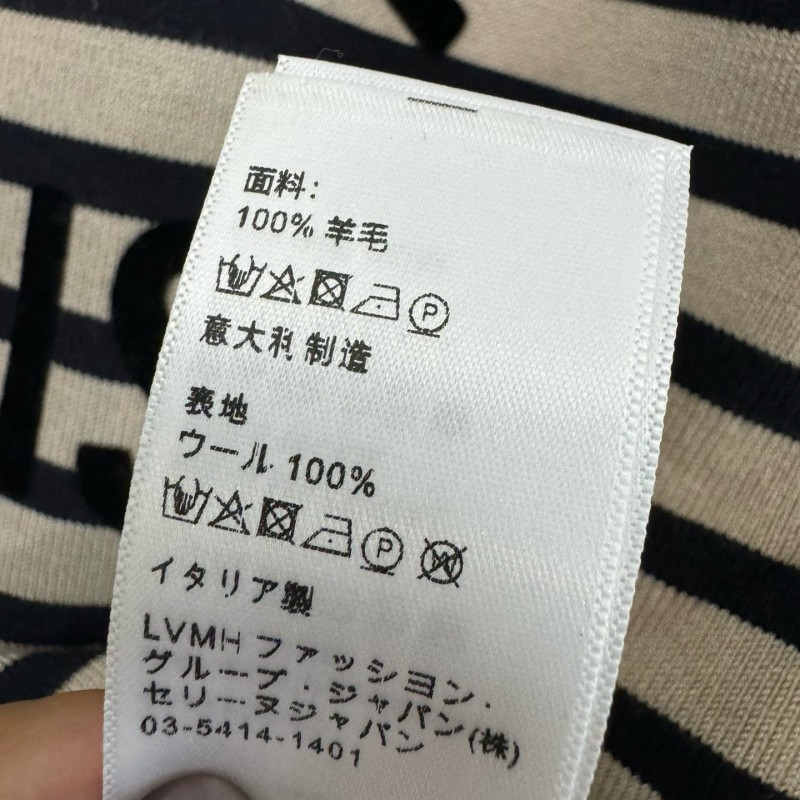 面料:
100% 羊毛
P
意大利制造
表地
ウール 100%
P W
イタリア製
LVMH ファッション・
グループ・ジャパン(株)
セリーヌジャパン
03-5414-1401